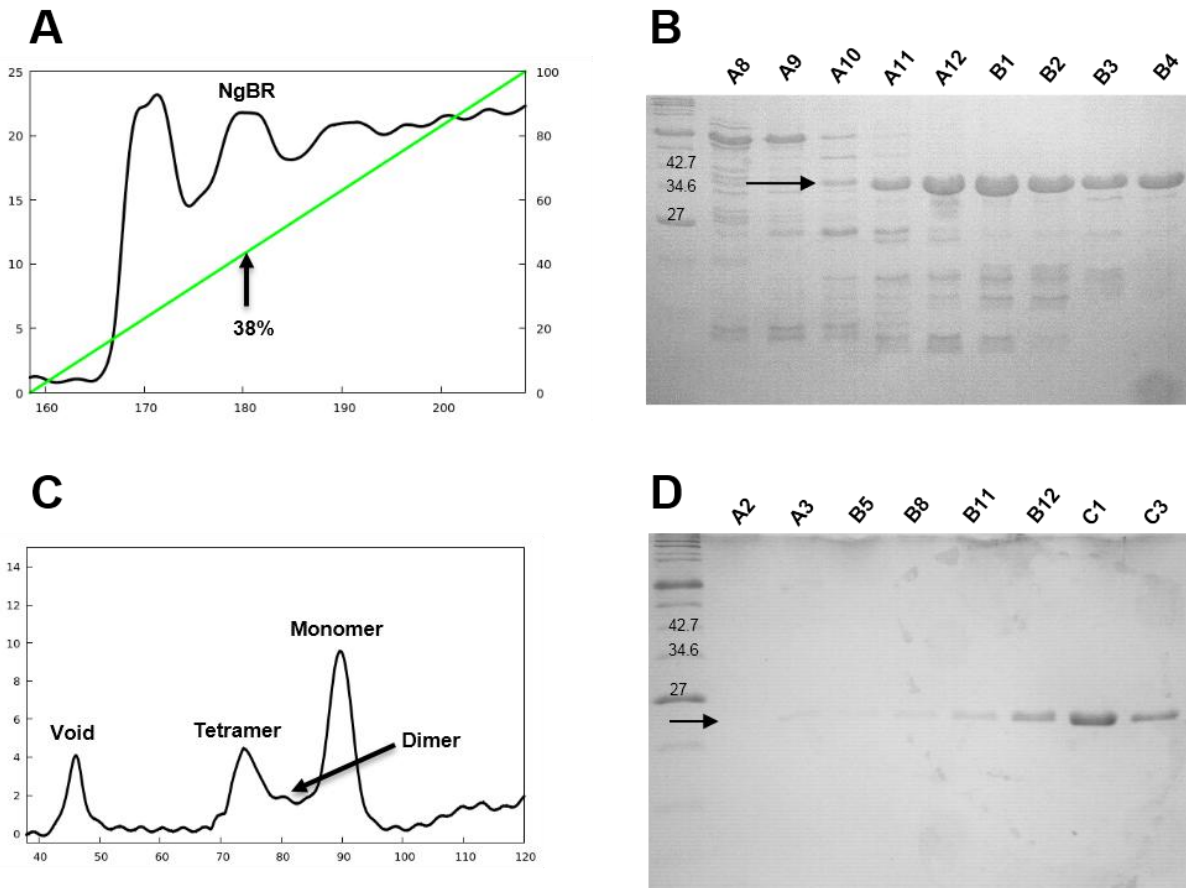 A
25
20
15
10
5
0
100
80
60
40
20
0
160 170 180 190 200
NgBR
38%
B
A8 A9 A10 A11 A12 B1 B2 B3 B4
42.7
34.6
27
C
14
12
10
8
6
4
2
0
40 50 60 70 80 90 100 110 120
Void
Tetramer
Monomer
Dimer
D
A2 A3 B5 B8 B11 B12 C1 C3
42.7
34.6
27